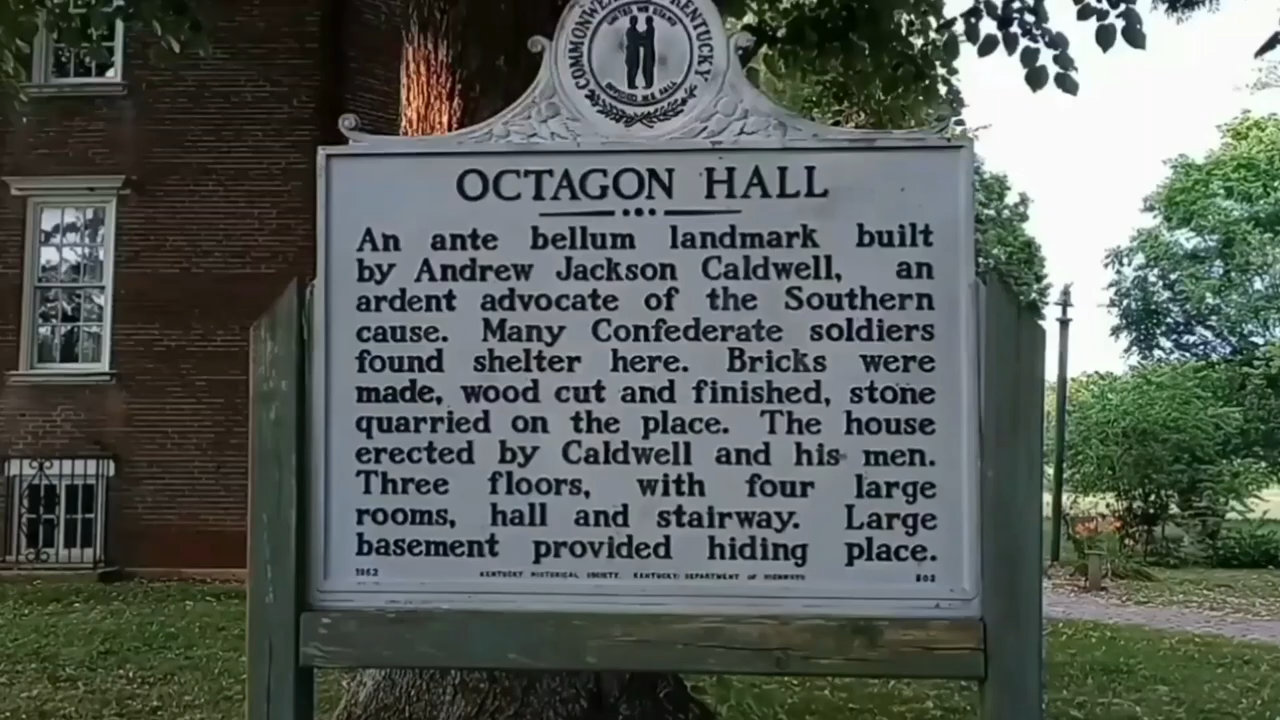 COMMONWEALTH OF KENTUCKY
UNITED WE STAND
DIVIDED WE FALL
OCTAGON HALL
An ante bellum landmark built
by Andrew Jackson Caldwell, an
ardent advocate of the Southern
cause. Many Confederate soldiers
found shelter here. Bricks were
made, wood cut and finished, stone
quarried on the place. The house
erected by Caldwell and his men.
Three floors, with four large
rooms, hall and stairway. Large
basement provided hiding place.
1962 KENTUCKY HISTORICAL SOCIETY KENTUCKY DEPARTMENT OF HIGHWAYS 502